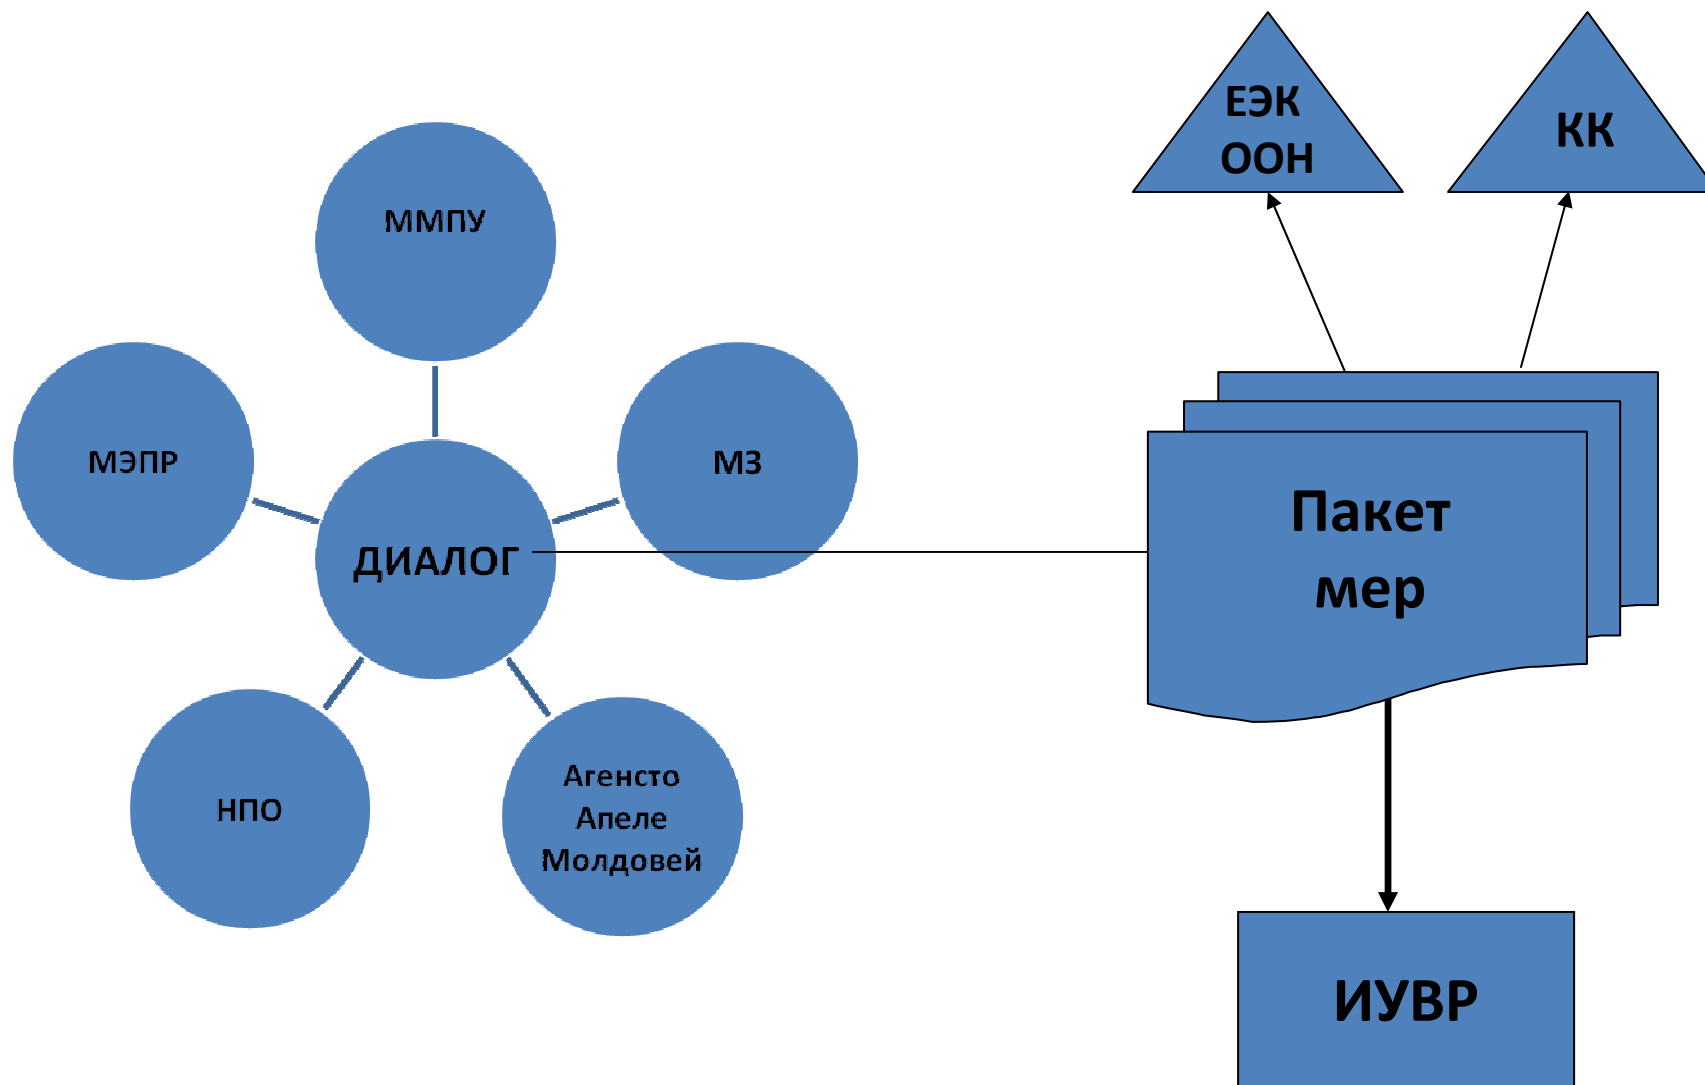 ММПУ
МЭПР
МЗ
ДИАЛОГ
НПО
Агенсто
Апеле
Молдовей
ЕЭК
ООН
КК
Пакет
мер
ИУВР